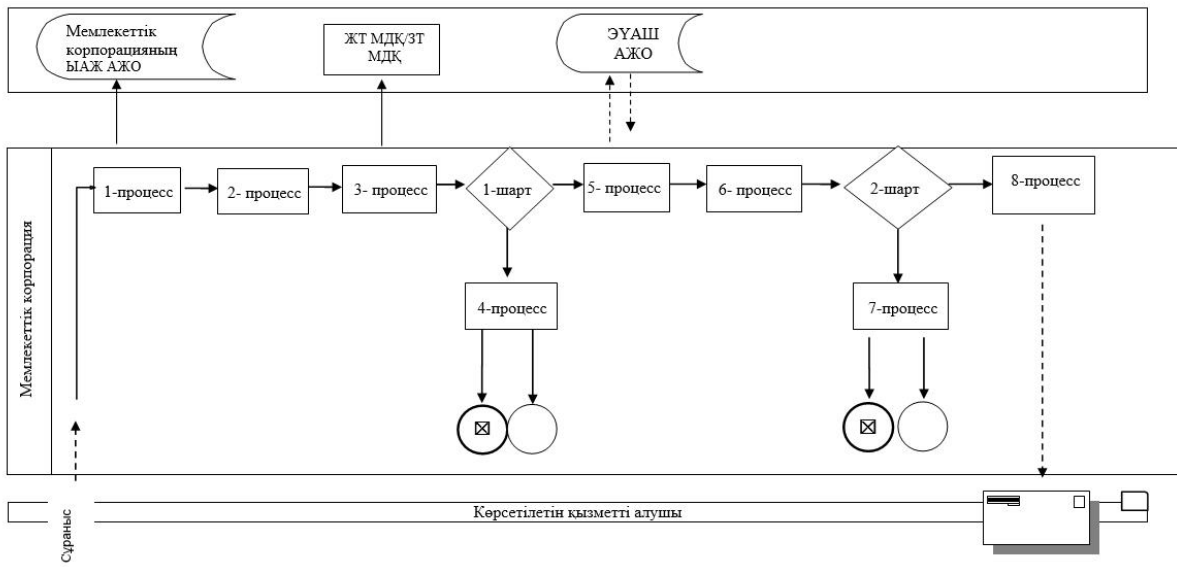 Мемлекеттік
корпорацияның
ЫАЖ АЖО
ЖТ МДҚ/ЗТ
МДҚ
ЭҮАШ
АЖО
Мемлекеттік корпорация
1-процесс
2- процесс
3- процесс
1-шарт
5- процесс
6- процесс
2-шарт
8-процесс
4-процесс
7-процесс
Сұраныс
Көрсетілетін қызметті алушы